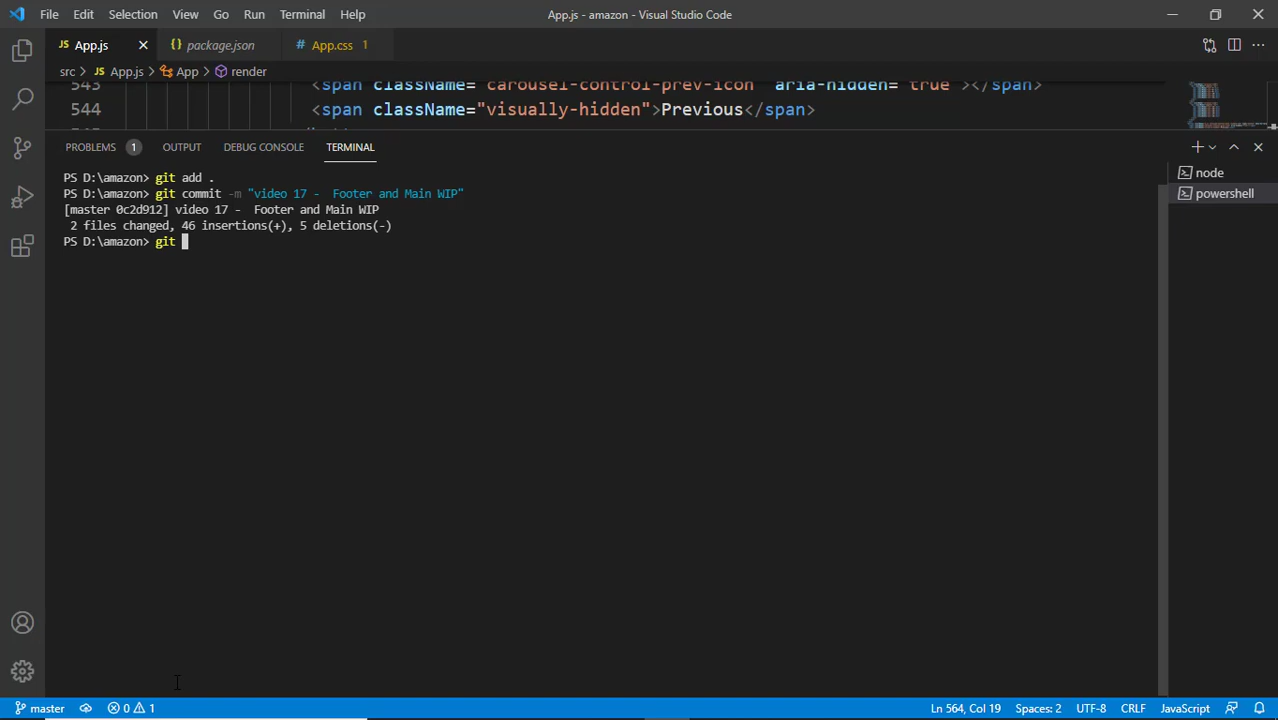 File Edit Selection View Go Run Terminal Help App.js - amazon - Visual Studio Code
JS App.js {} package.json # App.css 1
src > JS App.js > App > render
543 <span className="carousel-control-prev-icon" aria-hidden="true"></span>
544 <span className="visually-hidden">Previous</span>
PROBLEMS 1 OUTPUT DEBUG CONSOLE TERMINAL
node
powershell
PS D:\amazon> git add .
PS D:\amazon> git commit -m "video 17 -  Footer and Main WIP"
[master 0c2d912] video 17 -  Footer and Main WIP
2 files changed, 46 insertions(+), 5 deletions(-)
PS D:\amazon> git
master 0 1 Ln 564, Col 19 Spaces: 2 UTF-8 CRLF JavaScript